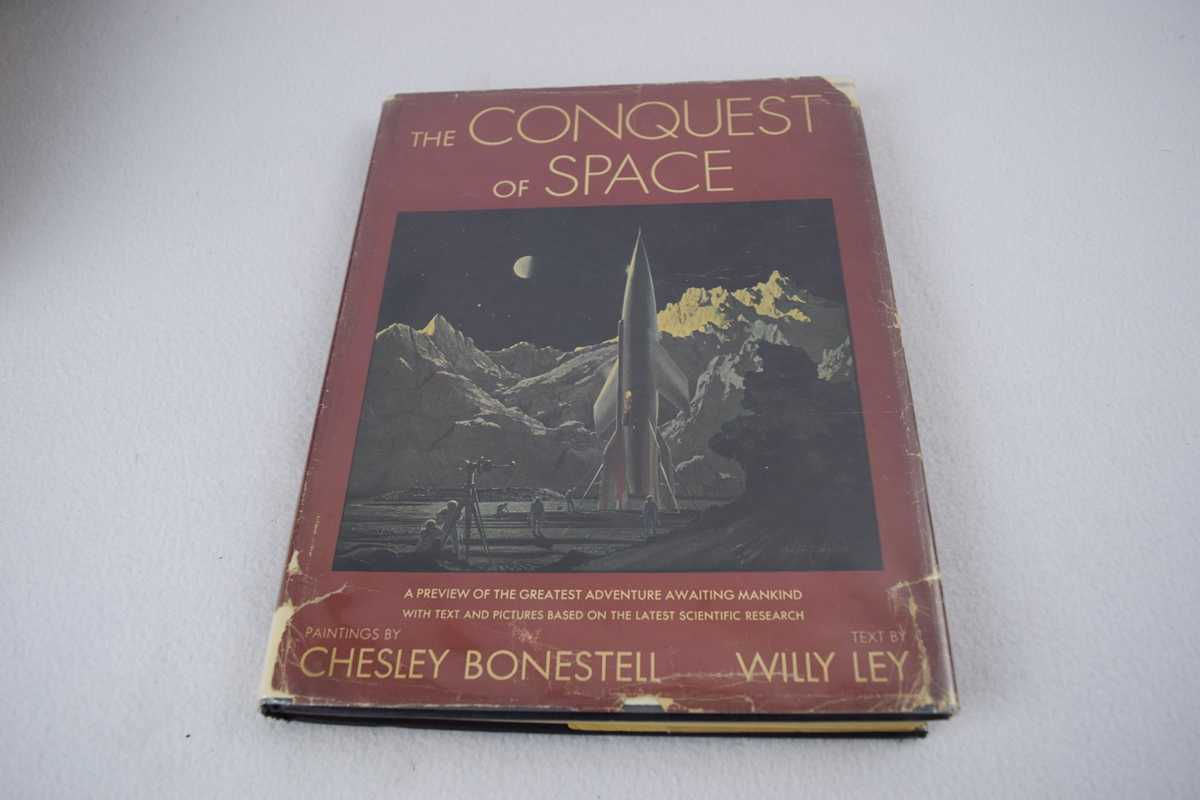 THE CONQUEST
OF SPACE
A PREVIEW OF THE GREATEST ADVENTURE AWAITING MANKIND
WITH TEXT AND PICTURES BASED ON THE LATEST SCIENTIFIC RESEARCH
PAINTINGS BY TEXT BY
CHESLEY BONESTELL WILLY LEY